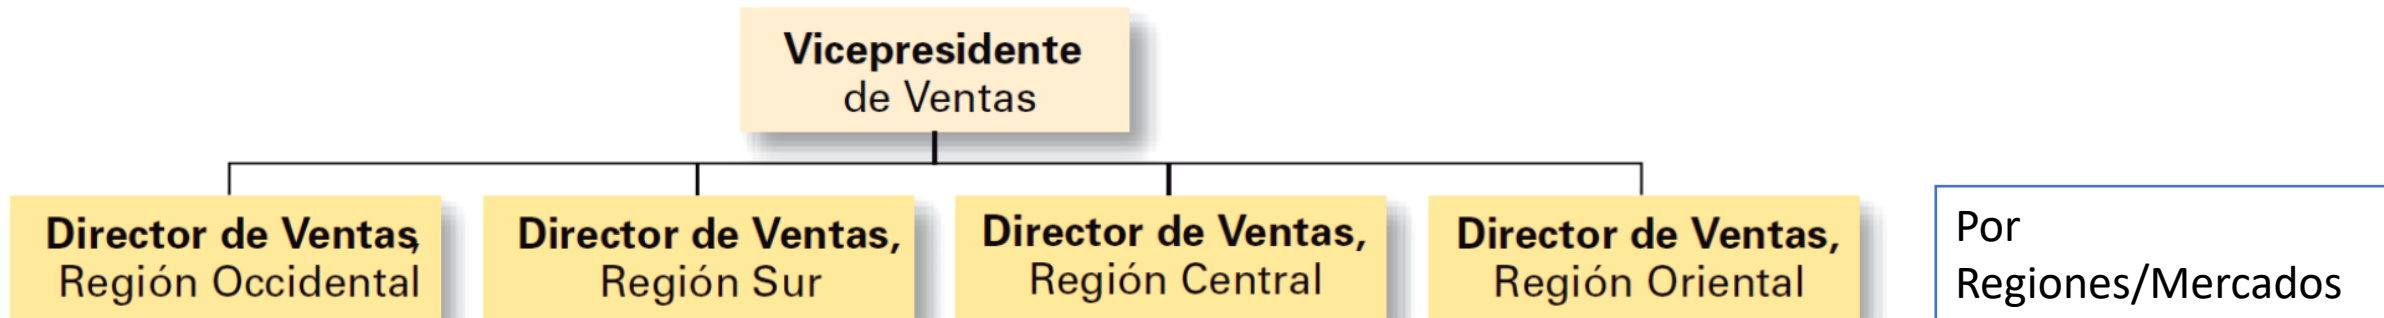 Vicepresidente
de Ventas
Director de Ventas,
Región Occidental
Director de Ventas,
Región Sur
Director de Ventas,
Región Central
Director de Ventas,
Región Oriental
Por
Regiones/Mercados